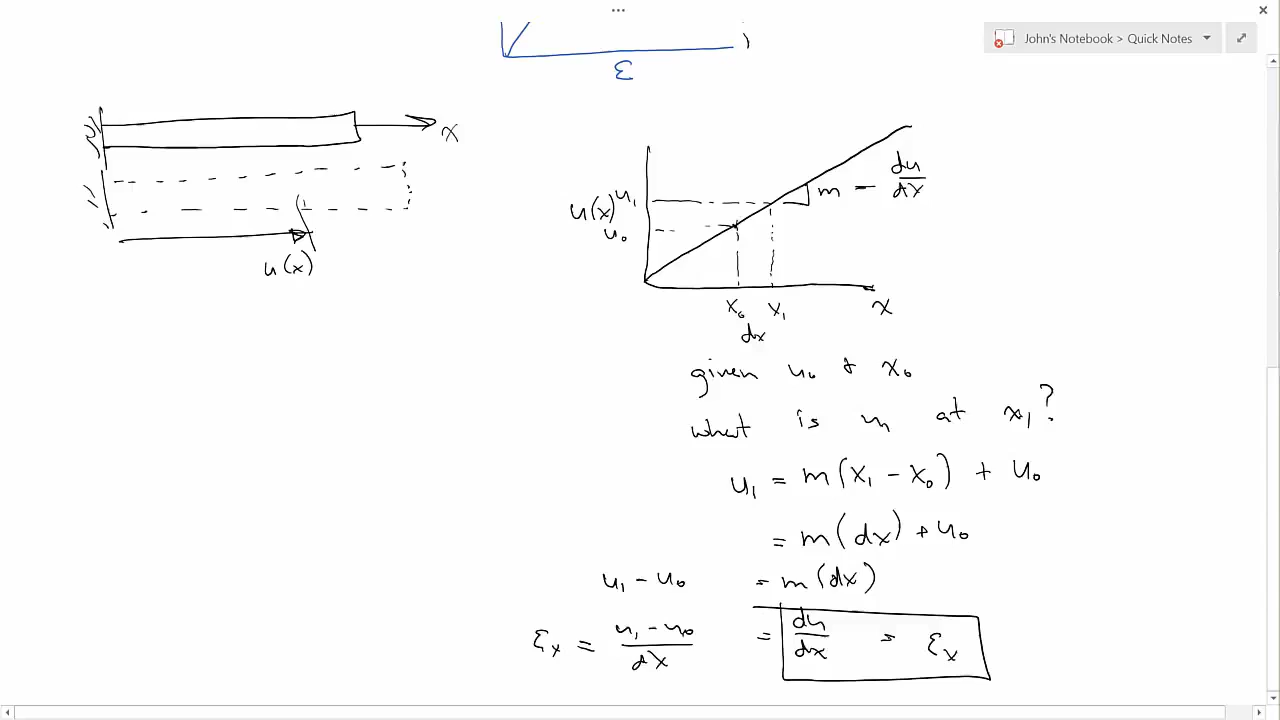 John's Notebook > Quick Notes
ε
x
u(x)
u(x)
u₁
u₀
m = du/dx
x₀ x₁
x
dx
given u₀ + x₀
what is u at x₁?
u₁ = m(x₁ - x₀) + u₀
= m(dx) + u₀
u₁ - u₀ = m(dx)
εₓ = (u₁ - u₀)/dx = du/dx = εₓ